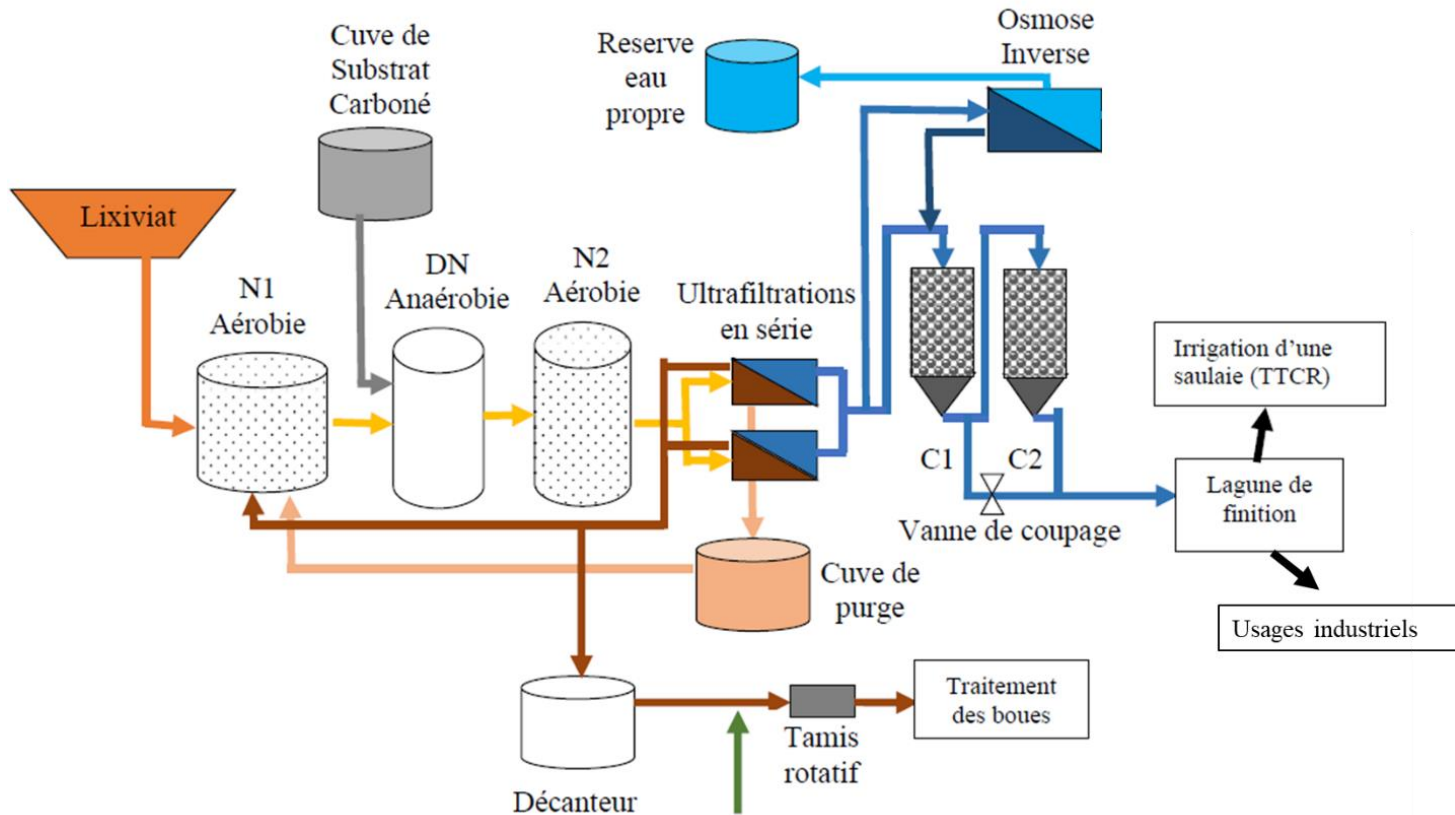 Cuve de
Substrat
Carboné
Reserve
eau
propre
Osmose
Inverse
Lixiviat
N1
Aérobie
DN
Anaérobie
N2
Aérobie
Ultrafiltrations
en série
Irrigation d’une
saulaie (TTCR)
C1
C2
Vanne de coupage
Lagune de
finition
Cuve de
purge
Usages industriels
Traitement
des boues
Tamis
rotatif
Décanteur